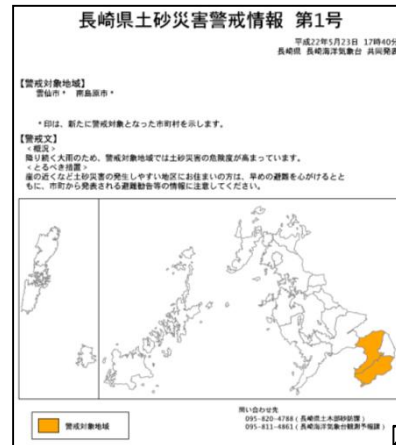 長崎県土砂災害警戒情報 第1号
平成22年5月23日 17時40分
長崎県 長崎海洋気象台 共同発表
【警戒対象地域】
雲仙市* 南島原市*
*印は、新たに警戒対象となった市町村を示します。
【警戒文】
<概況>
降り続く大雨のため、警戒対象地域では土砂災害の危険度が高まっています。
<とるべき措置>
崖の近くなど土砂災害の発生しやすい地区にお住まいの方は、早めの避難を心がけるとと
もに、市町から発表される避難勧告等の情報に注意してください。
警戒対象地域
問い合わせ先
095-820-4788(長崎県土木部砂防課)
095-811-4861(長崎海洋気象台観測予報課)